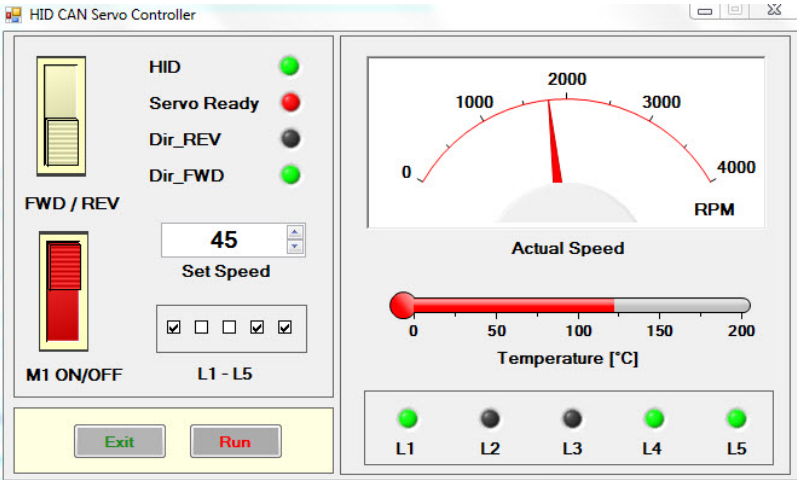 HID CAN Servo Controller
HID
Servo Ready
Dir_REV
Dir_FWD
FWD / REV
45
Set Speed
M1 ON/OFF
L1 - L5
Exit
Run
0
1000
2000
3000
4000
RPM
Actual Speed
0 50 100 150 200
Temperature [°C]
L1 L2 L3 L4 L5